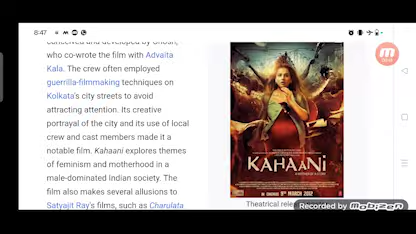 8:47
conceived and developed by Ghosh,
who co-wrote the film with Advaita
Kala. The crew often employed
guerrilla-filmmaking techniques on
Kolkata's city streets to avoid
attracting attention. Its creative
portrayal of the city and its use of local
crew and cast members made it a
notable film. Kahaani explores themes
of feminism and motherhood in a
male-dominated Indian society. The
film also makes several allusions to
Satyajit Ray's films, such as Charulata
KAHAANI
9th MARCH 2012
Theatrical rele
Recorded by MOBIZEN